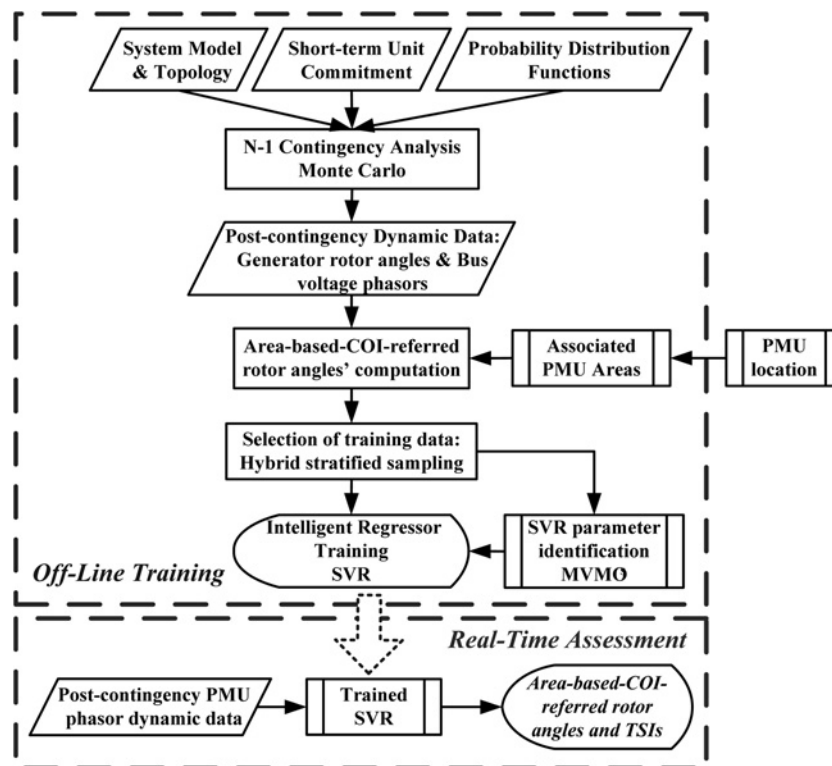 System Model
& Topology
Short-term Unit
Commitment
Probability Distribution
Functions
N-1 Contingency Analysis
Monte Carlo
Post-contingency Dynamic Data:
Generator rotor angles & Bus
voltage phasors
Area-based-COI-referred
rotor angles' computation
Associated
PMU Areas
PMU
location
Selection of training data:
Hybrid stratified sampling
Intelligent Regressor
Training
SVR
SVR parameter
identification
MVMO
Off-Line Training
Real-Time Assessment
Post-contingency PMU
phasor dynamic data
Trained
SVR
Area-based-COI-
referred rotor
angles and TSIs